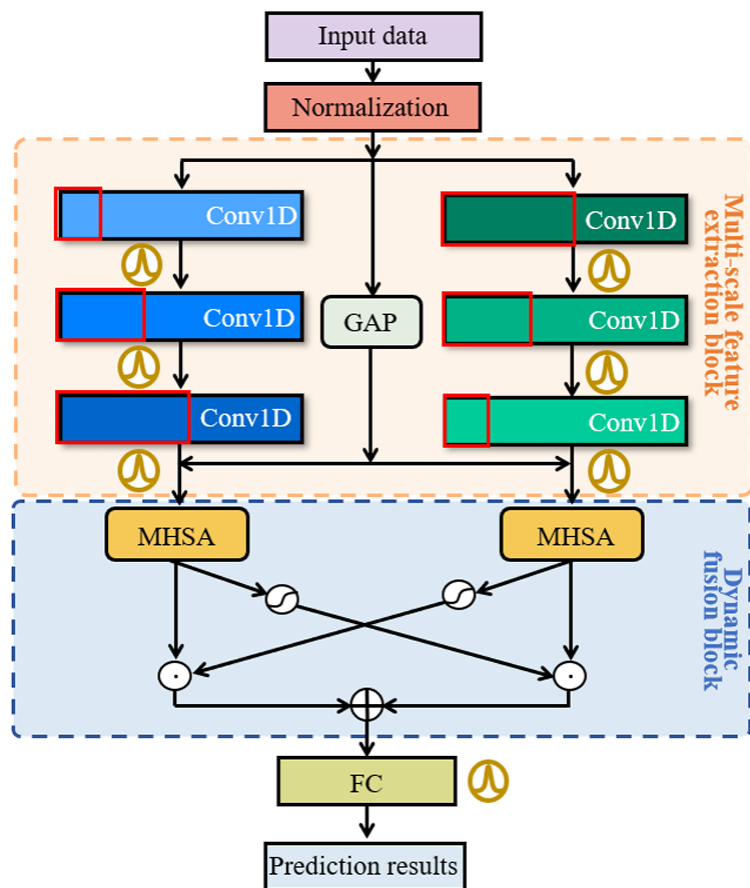 Input data
Normalization
Conv1D
Conv1D
Conv1D
GAP
Conv1D
Conv1D
Conv1D
Multi-scale feature
extraction block
MHSA
MHSA
Dynamic
fusion block
FC
Prediction results